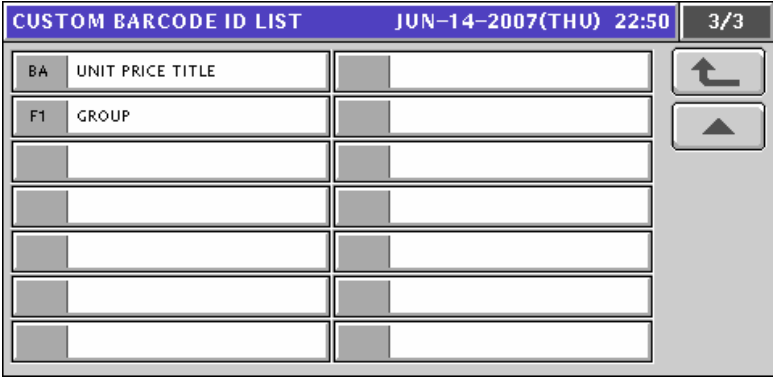 CUSTOM BARCODE ID LIST JUN-14-2007(THU) 22:50 3/3
BA UNIT PRICE TITLE
F1 GROUP